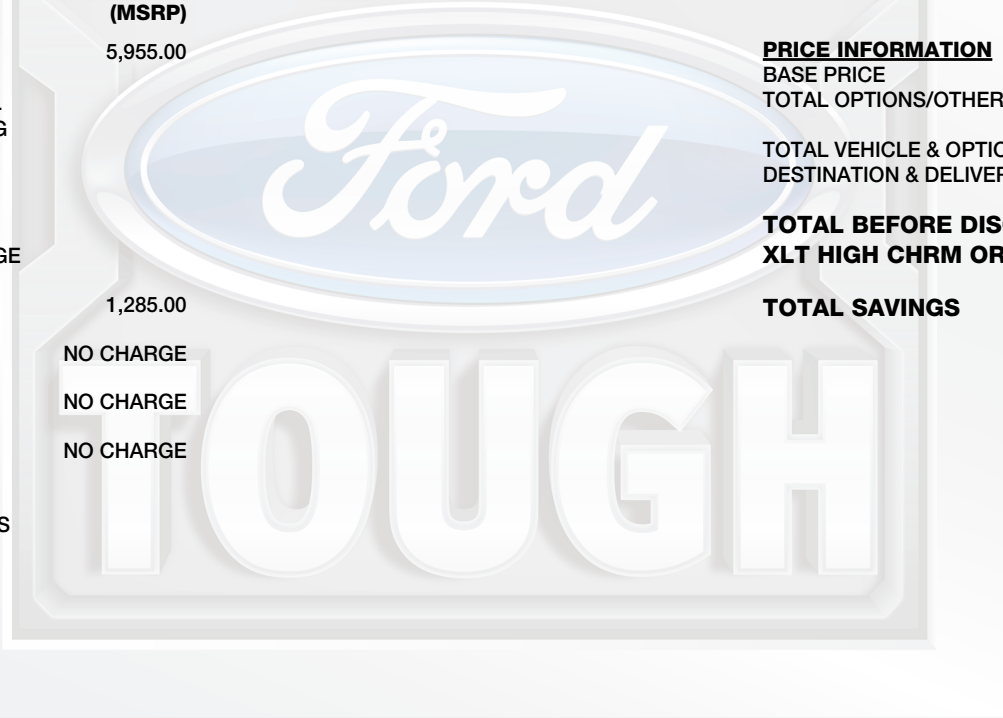 (MSRP)
5,955.00
G
GE
1,285.00
NO CHARGE
NO CHARGE
NO CHARGE
S
PRICE INFORMATION
BASE PRICE
TOTAL OPTIONS/OTHER
TOTAL VEHICLE & OPTIO
DESTINATION & DELIVER
TOTAL BEFORE DIS
XLT HIGH CHRM OR
TOTAL SAVINGS
Ford
TOUGH